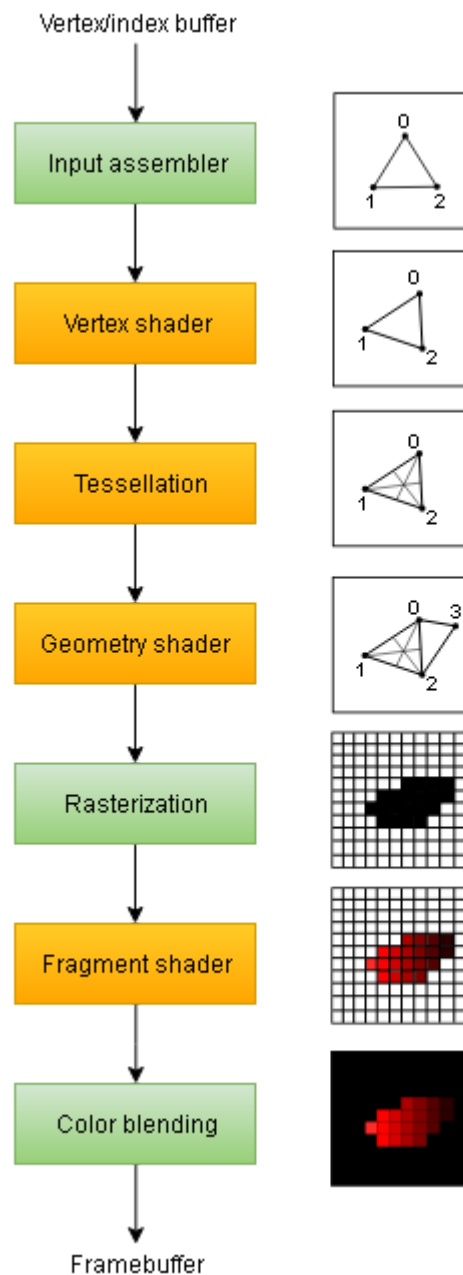 Vertex/index buffer
Input assembler
0
1
2
Vertex shader
0
1
2
Tessellation
0
1
2
Geometry shader
0
3
1
2
Rasterization
Fragment shader
Color blending
Framebuffer